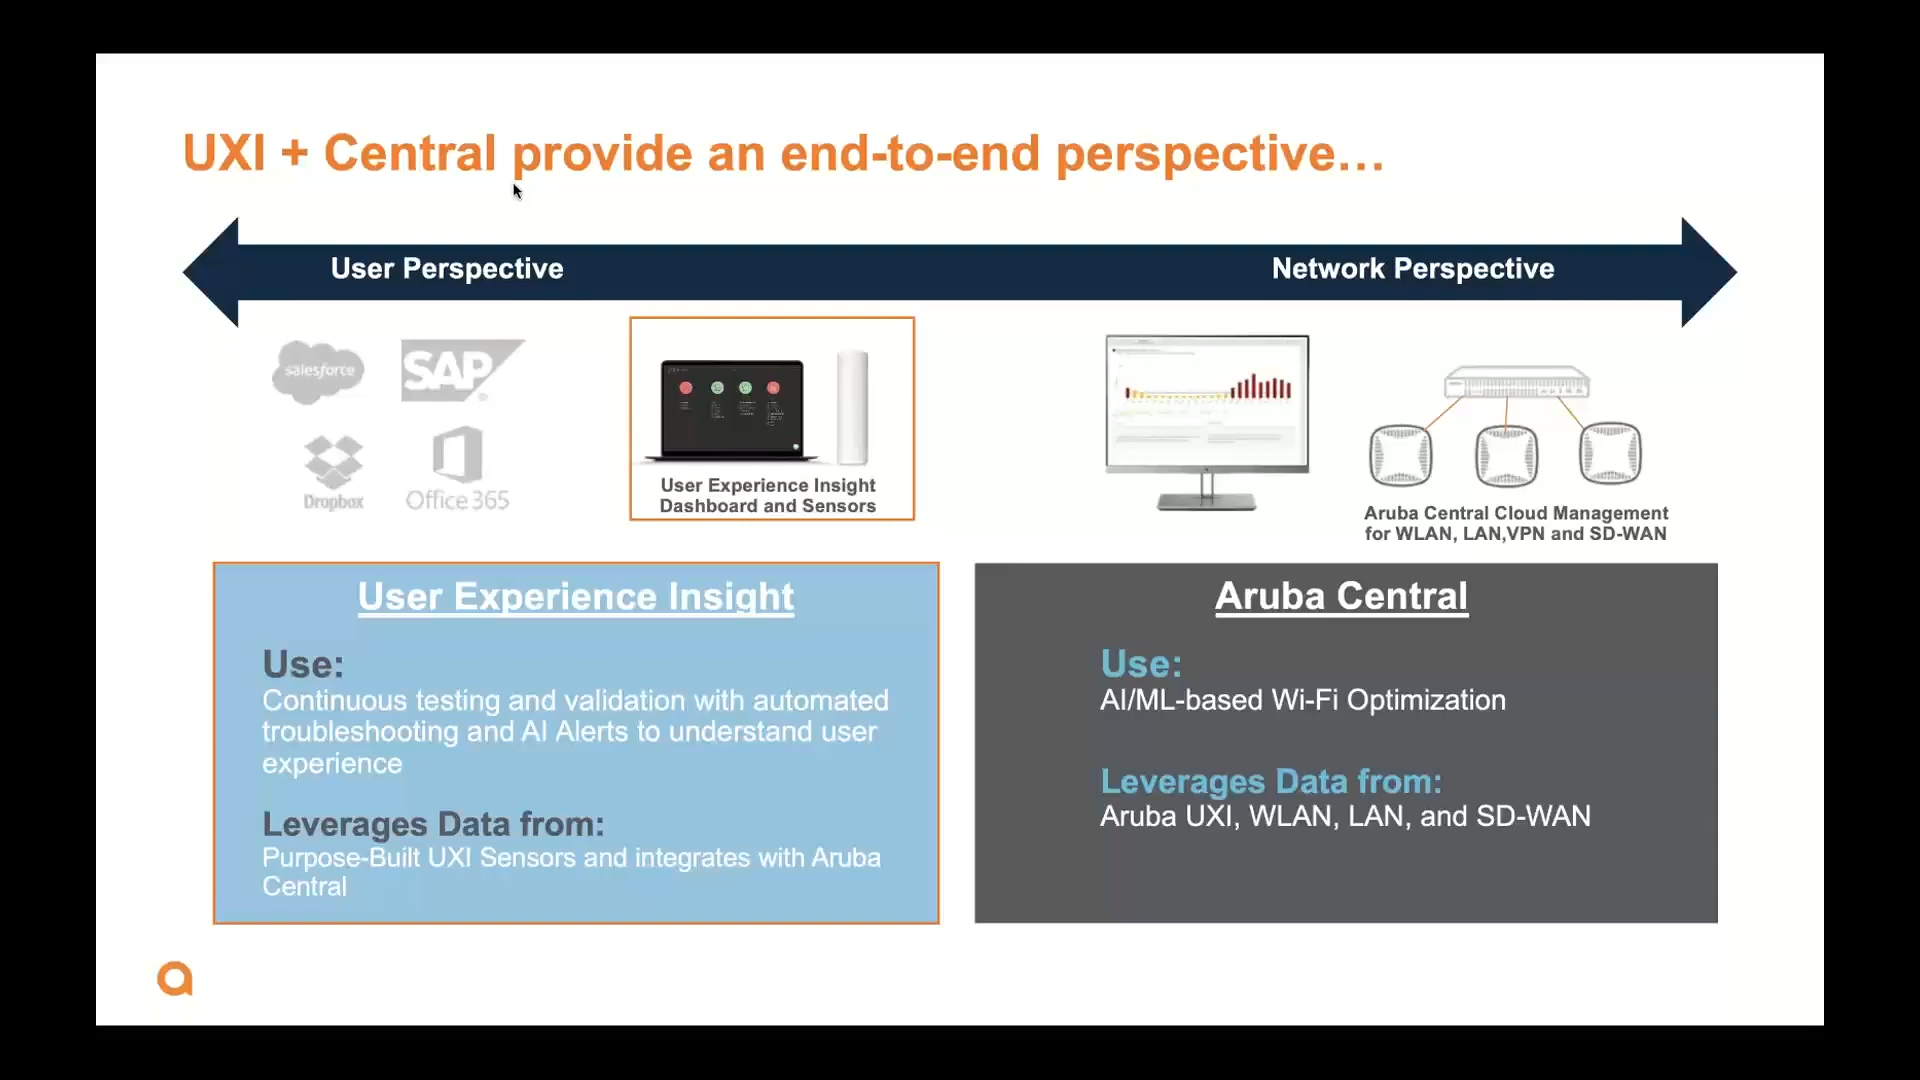 UXI + Central provide an end-to-end perspective…
User Perspective
Network Perspective
salesforce
SAP
Dropbox
Office 365
User Experience Insight
Dashboard and Sensors
Aruba Central Cloud Management
for WLAN, LAN,VPN and SD-WAN
User Experience Insight
Use:
Continuous testing and validation with automated
troubleshooting and AI Alerts to understand user
experience
Leverages Data from:
Purpose-Built UXI Sensors and integrates with Aruba
Central
Aruba Central
Use:
AI/ML-based Wi-Fi Optimization
Leverages Data from:
Aruba UXI, WLAN, LAN, and SD-WAN